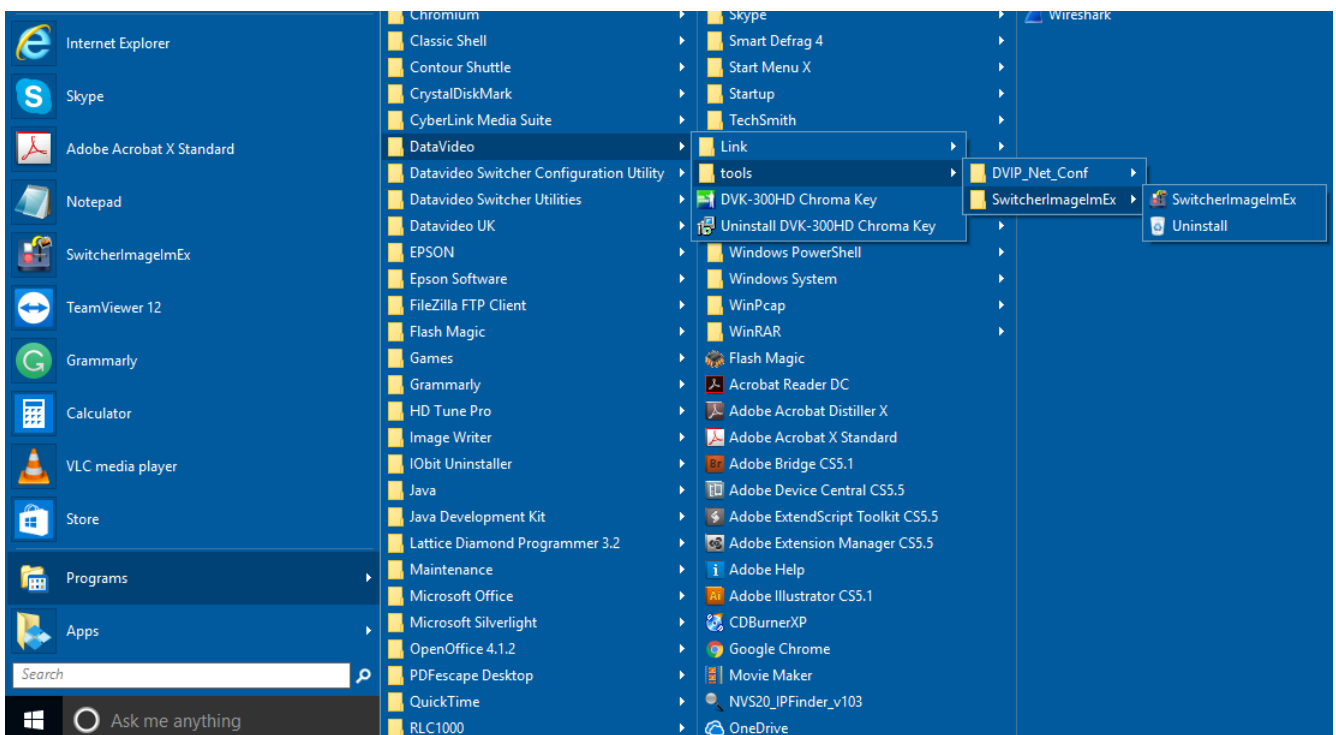 Internet Explorer
Skype
Adobe Acrobat X Standard
Notepad
SwitcherImageImEx
TeamViewer 12
Grammarly
Calculator
VLC media player
Store
Programs
Apps
Search
Ask me anything
Chromium
Classic Shell
Contour Shuttle
CrystalDiskMark
CyberLink Media Suite
DataVideo
Datavideo Switcher Configuration Utility
Datavideo Switcher Utilities
Datavideo UK
EPSON
Epson Software
FileZilla FTP Client
Flash Magic
Games
Grammarly
HD Tune Pro
Image Writer
IObit Uninstaller
Java
Java Development Kit
Lattice Diamond Programmer 3.2
Maintenance
Microsoft Office
Microsoft Silverlight
OpenOffice 4.1.2
PDFescape Desktop
QuickTime
RLC1000
Skype
Smart Defrag 4
Start Menu X
Startup
TechSmith
Link
tools
DVK-300HD Chroma Key
Uninstall DVK-300HD Chroma Key
Windows PowerShell
Windows System
WinPcap
WinRAR
Flash Magic
Acrobat Reader DC
Adobe Acrobat Distiller X
Adobe Acrobat X Standard
Adobe Bridge CS5.1
Adobe Device Central CS5.5
Adobe ExtendScript Toolkit CS5.5
Adobe Extension Manager CS5.5
Adobe Help
Adobe Illustrator CS5.1
CDBurnerXP
Google Chrome
Movie Maker
NVS20_IPFinder_v103
OneDrive
Wireshark
DVIP_Net_Conf
SwitcherImageImEx
SwitcherImageImEx
Uninstall